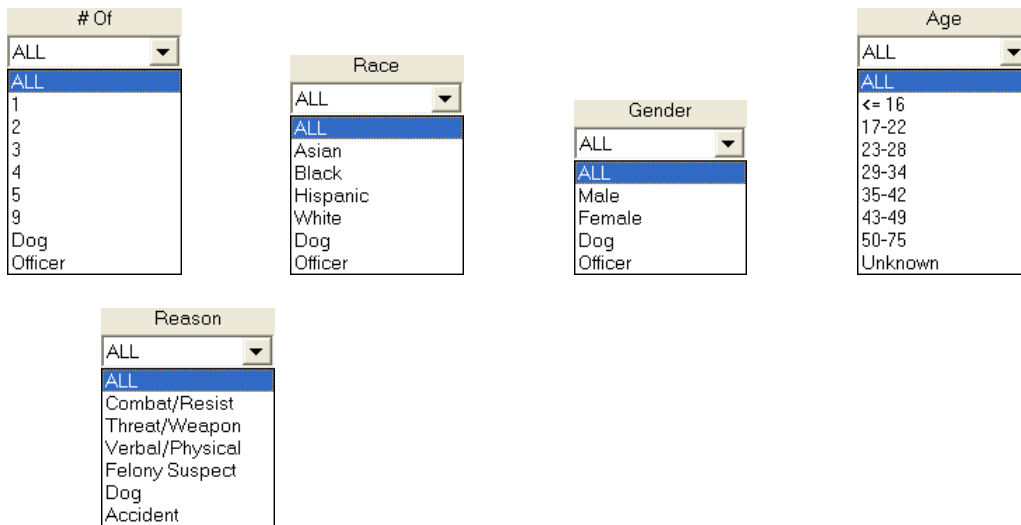 # Of
ALL
ALL
1
2
3
4
5
9
Dog
Officer
Race
ALL
ALL
Asian
Black
Hispanic
White
Dog
Officer
Gender
ALL
ALL
Male
Female
Dog
Officer
Age
ALL
ALL
<= 16
17-22
23-28
29-34
35-42
43-49
50-75
Unknown
Reason
ALL
ALL
Combat/Resist
Threat/Weapon
Verbal/Physical
Felony Suspect
Dog
Accident